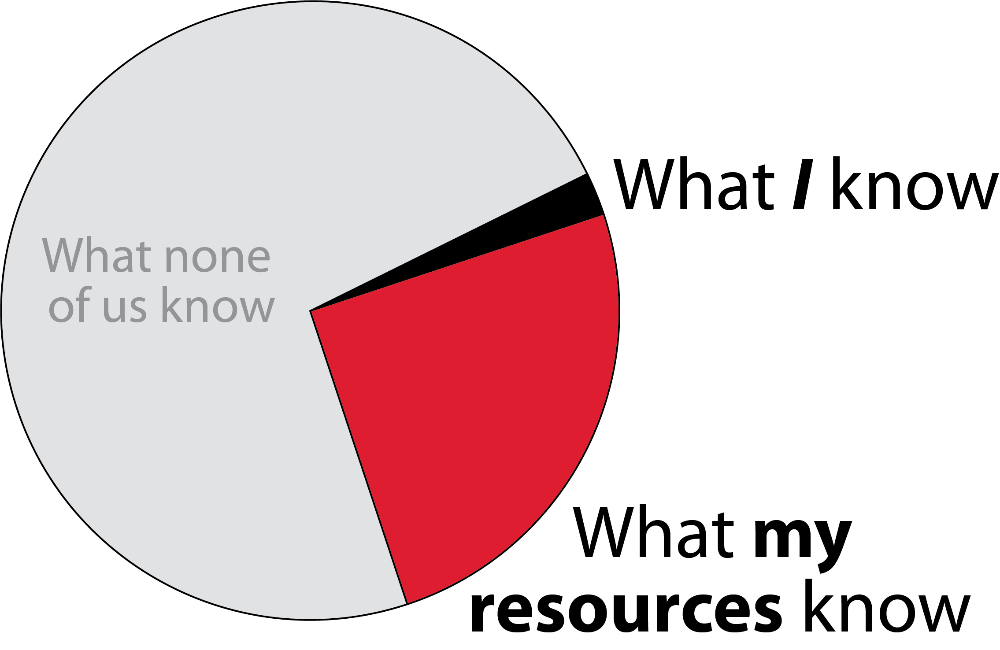 What I know
What none
of us know
What my
resources know